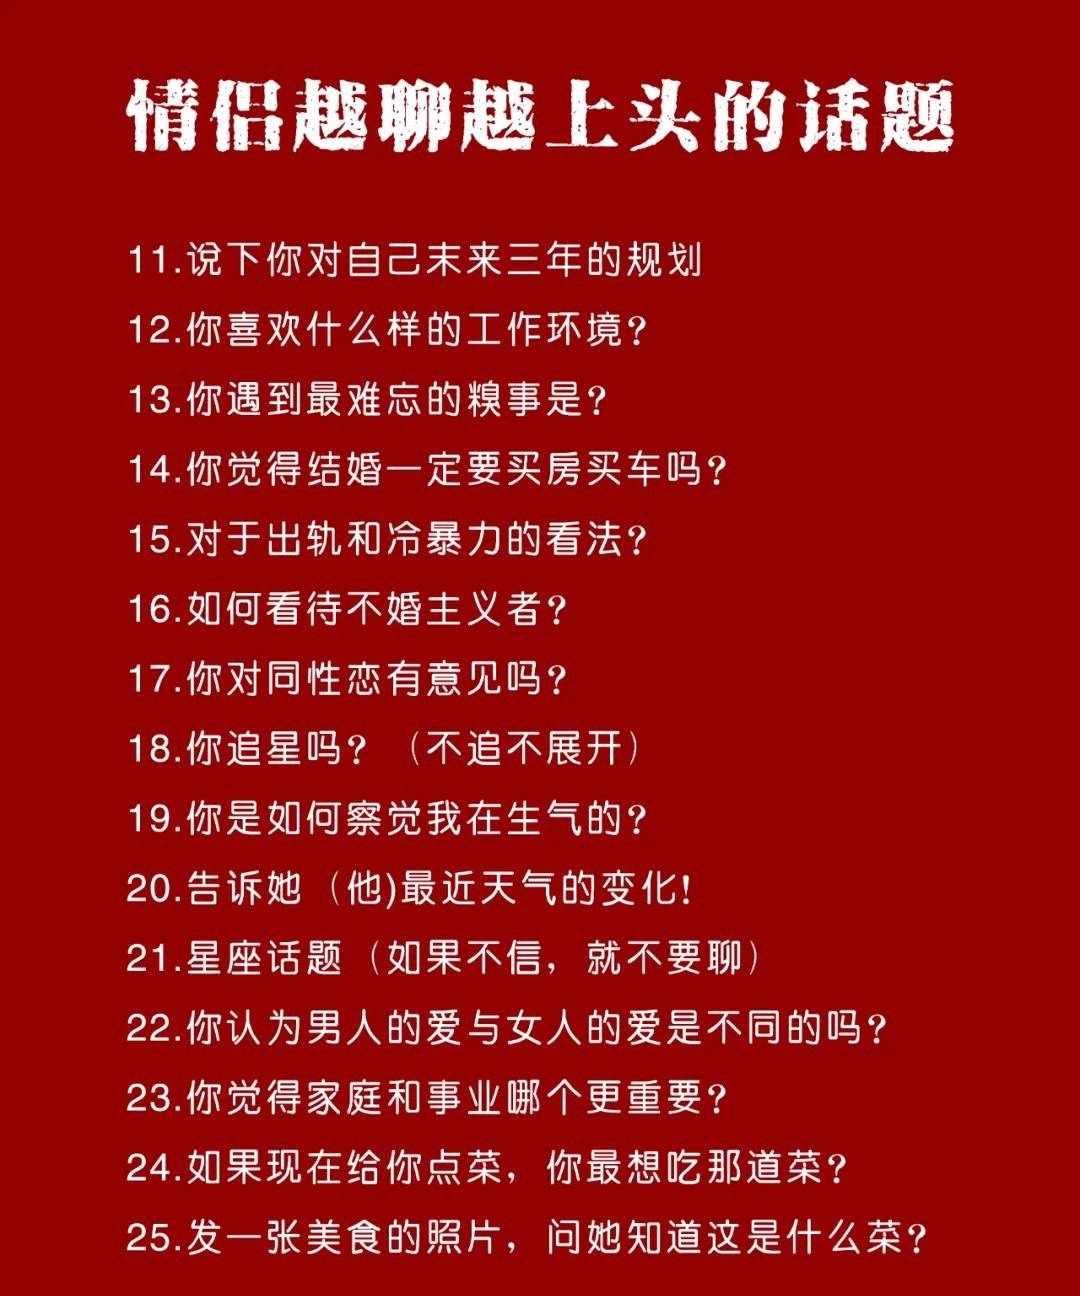 情侣越聊越上头的话题
11.说下你对自己未来三年的规划
12.你喜欢什么样的工作环境?
13.你遇到最难忘的糗事是?
14.你觉得结婚一定要买房买车吗?
15.对于出轨和冷暴力的看法?
16.如何看待不婚主义者?
17.你对同性恋有意见吗?
18.你追星吗?（不追不展开）
19.你是如何察觉我在生气的?
20.告诉她（他)最近天气的变化!
21.星座话题（如果不信，就不要聊）
22.你认为男人的爱与女人的爱是不同的吗?
23.你觉得家庭和事业哪个更重要?
24.如果现在给你点菜，你最想吃那道菜?
25.发一张美食的照片，问她知道这是什么菜?